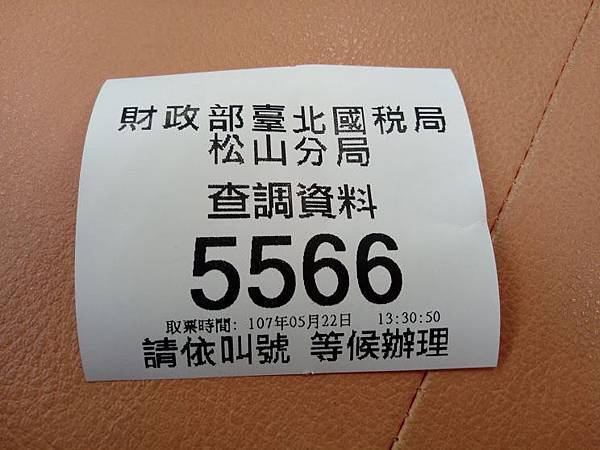 財政部臺北國税局
松山分局
查調資料
5566
取票時間: 107年05月22日 13:30:50
請依叫號 等候辦理